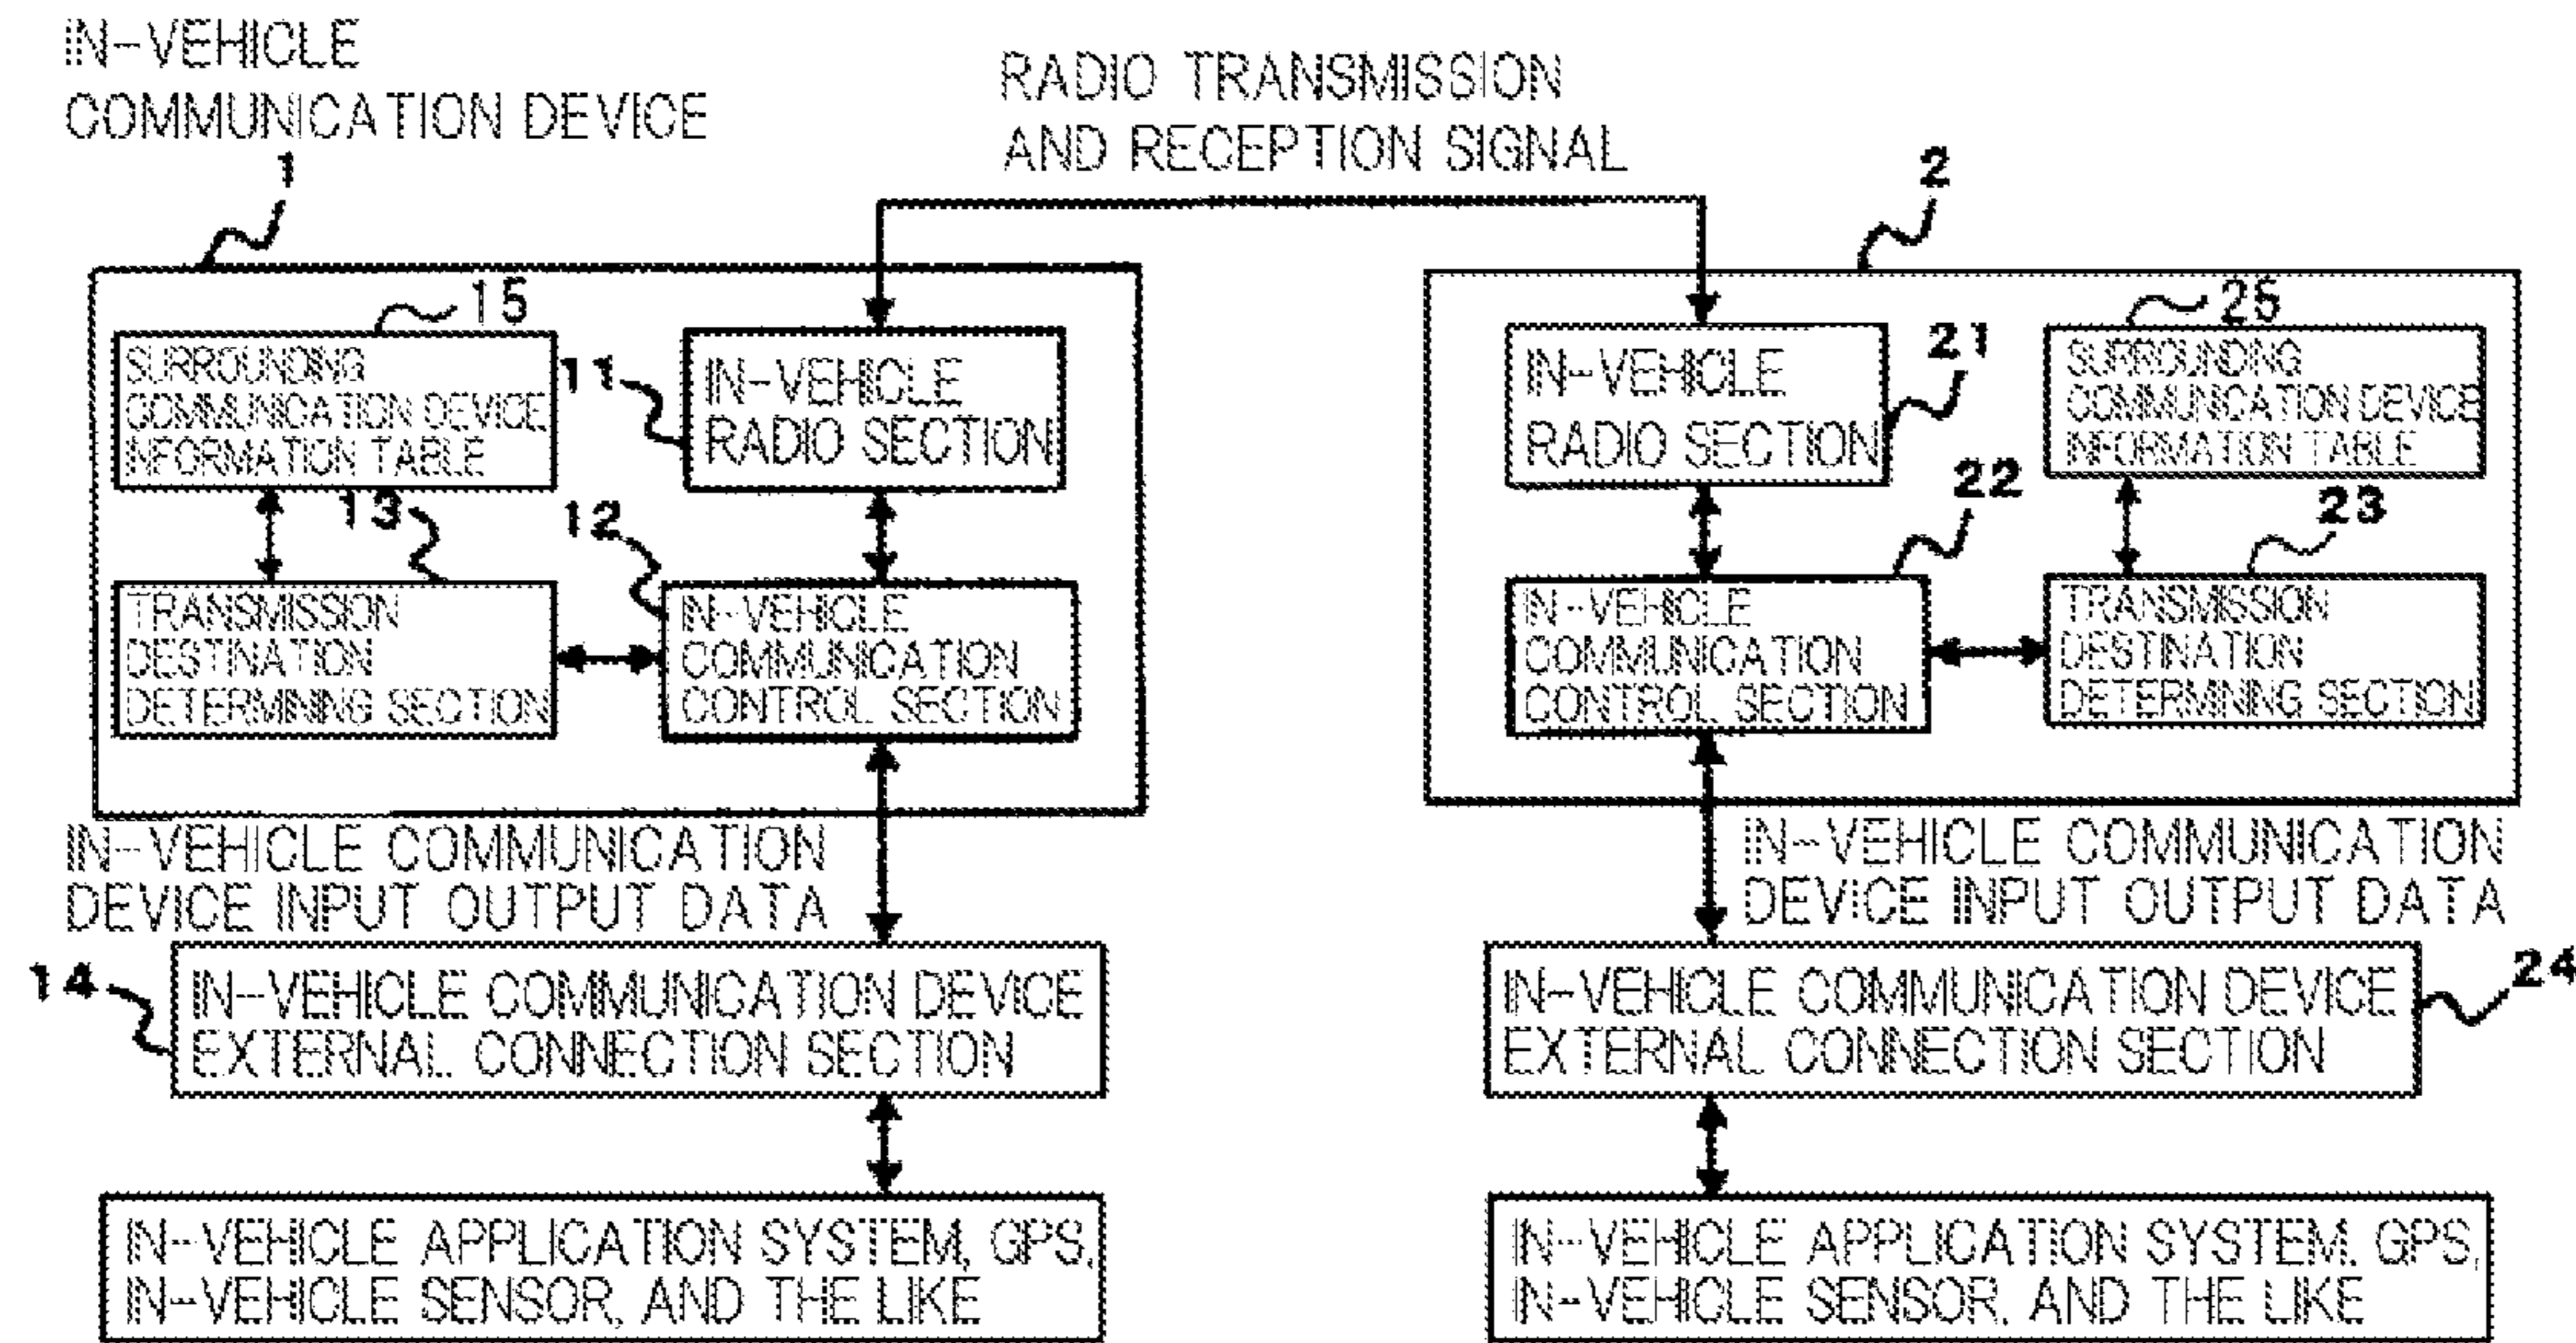 IN-VEHICLE
COMMUNICATION DEVICE
1
RADIO TRANSMISSION
AND RECEPTION SIGNAL
2
15
SURROUNDING
COMMUNICATION DEVICE
INFORMATION TABLE
11
IN-VEHICLE
RADIO SECTION
13
12
TRANSMISSION
DESTINATION
DETERMINING SECTION
IN-VEHICLE
COMMUNICATION
CONTROL SECTION
IN-VEHICLE
RADIO SECTION
21
25
SURROUNDING
COMMUNICATION DEVICE
INFORMATION TABLE
22
23
IN-VEHICLE
COMMUNICATION
CONTROL SECTION
TRANSMISSION
DESTINATION
DETERMINING SECTION
IN-VEHICLE COMMUNICATION
DEVICE INPUT OUTPUT DATA
IN-VEHICLE COMMUNICATION
DEVICE INPUT OUTPUT DATA
14
IN-VEHICLE COMMUNICATION DEVICE
EXTERNAL CONNECTION SECTION
IN-VEHICLE COMMUNICATION DEVICE
EXTERNAL CONNECTION SECTION
24
IN-VEHICLE APPLICATION SYSTEM, GPS,
IN-VEHICLE SENSOR, AND THE LIKE
IN-VEHICLE APPLICATION SYSTEM, GPS,
IN-VEHICLE SENSOR, AND THE LIKE